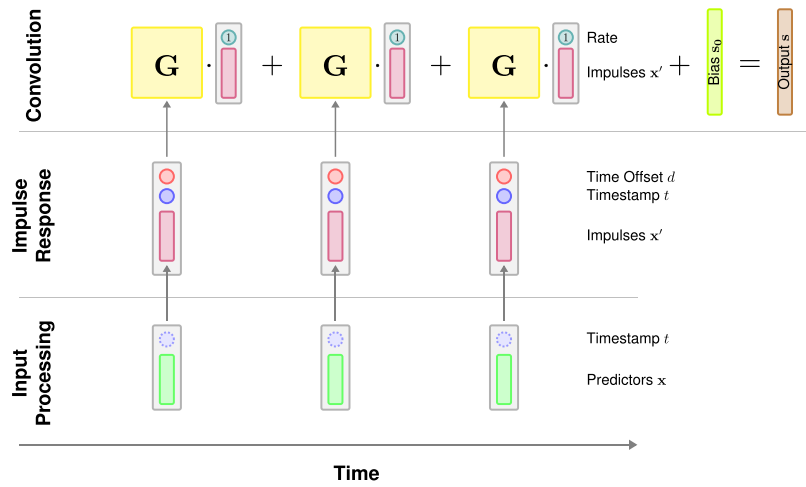 Convolution
G · 1 + G · 1 + G · 1
Rate
Impulses x′
+
Bias s₀
=
Output s
Impulse
Response
Time Offset d
Timestamp t
Impulses x′
Input
Processing
Timestamp t
Predictors x
Time